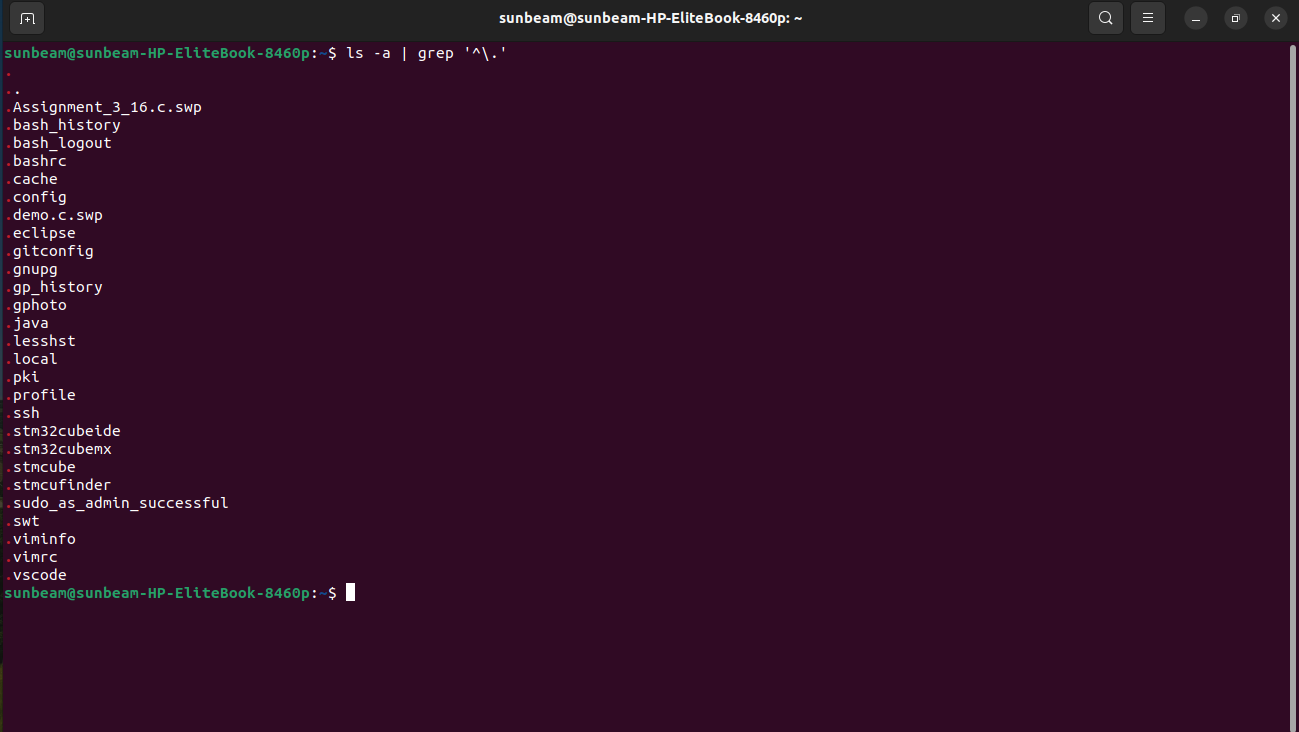 sunbeam@sunbeam-HP-EliteBook-8460p: ~
sunbeam@sunbeam-HP-EliteBook-8460p:~$ ls -a | grep '^\.'
.
..
.Assignment_3_16.c.swp
.bash_history
.bash_logout
.bashrc
.cache
.config
.demo.c.swp
.eclipse
.gitconfig
.gnupg
.gp_history
.gphoto
.java
.lesshst
.local
.pki
.profile
.ssh
.stm32cubeide
.stm32cubemx
.stmcube
.stmcufinder
.sudo_as_admin_successful
.swt
.viminfo
.vimrc
.vscode
sunbeam@sunbeam-HP-EliteBook-8460p:~$